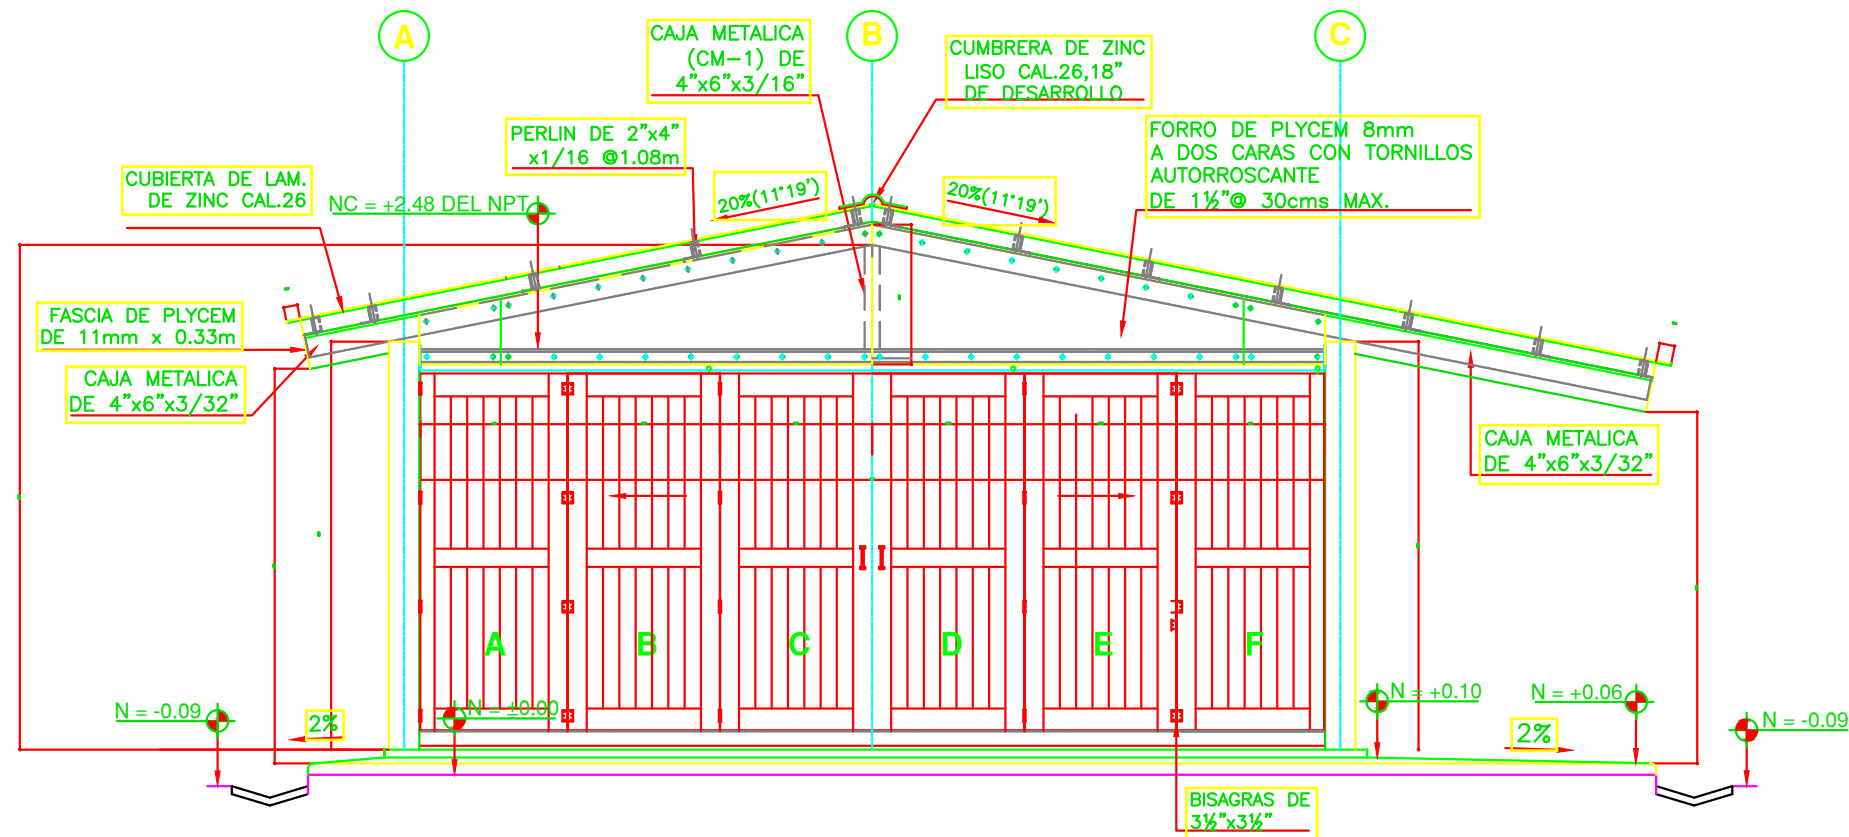 A
B
C
CAJA METALICA
(CM-1) DE
4"x6"x3/16"
CUMBRERA DE ZINC
LISO CAL.26,18"
DE DESARROLLO
PERLIN DE 2"x4"
x1/16 @1.08m
FORRO DE PLYCEM 8mm
A DOS CARAS CON TORNILLOS
AUTORROSCANTE
DE 1½"@ 30cms MAX.
CUBIERTA DE LAM.
DE ZINC CAL.26
NC = +2.48 DEL NPT
20%(11°19')
20%(11°19')
FASCIA DE PLYCEM
DE 11mm x 0.33m
CAJA METALICA
DE 4"x6"x3/32"
CAJA METALICA
DE 4"x6"x3/32"
A
B
C
D
E
F
N = -0.09
2%
N = ±0.00
N = +0.10
N = +0.06
2%
N = -0.09
BISAGRAS DE
3½"x3½"